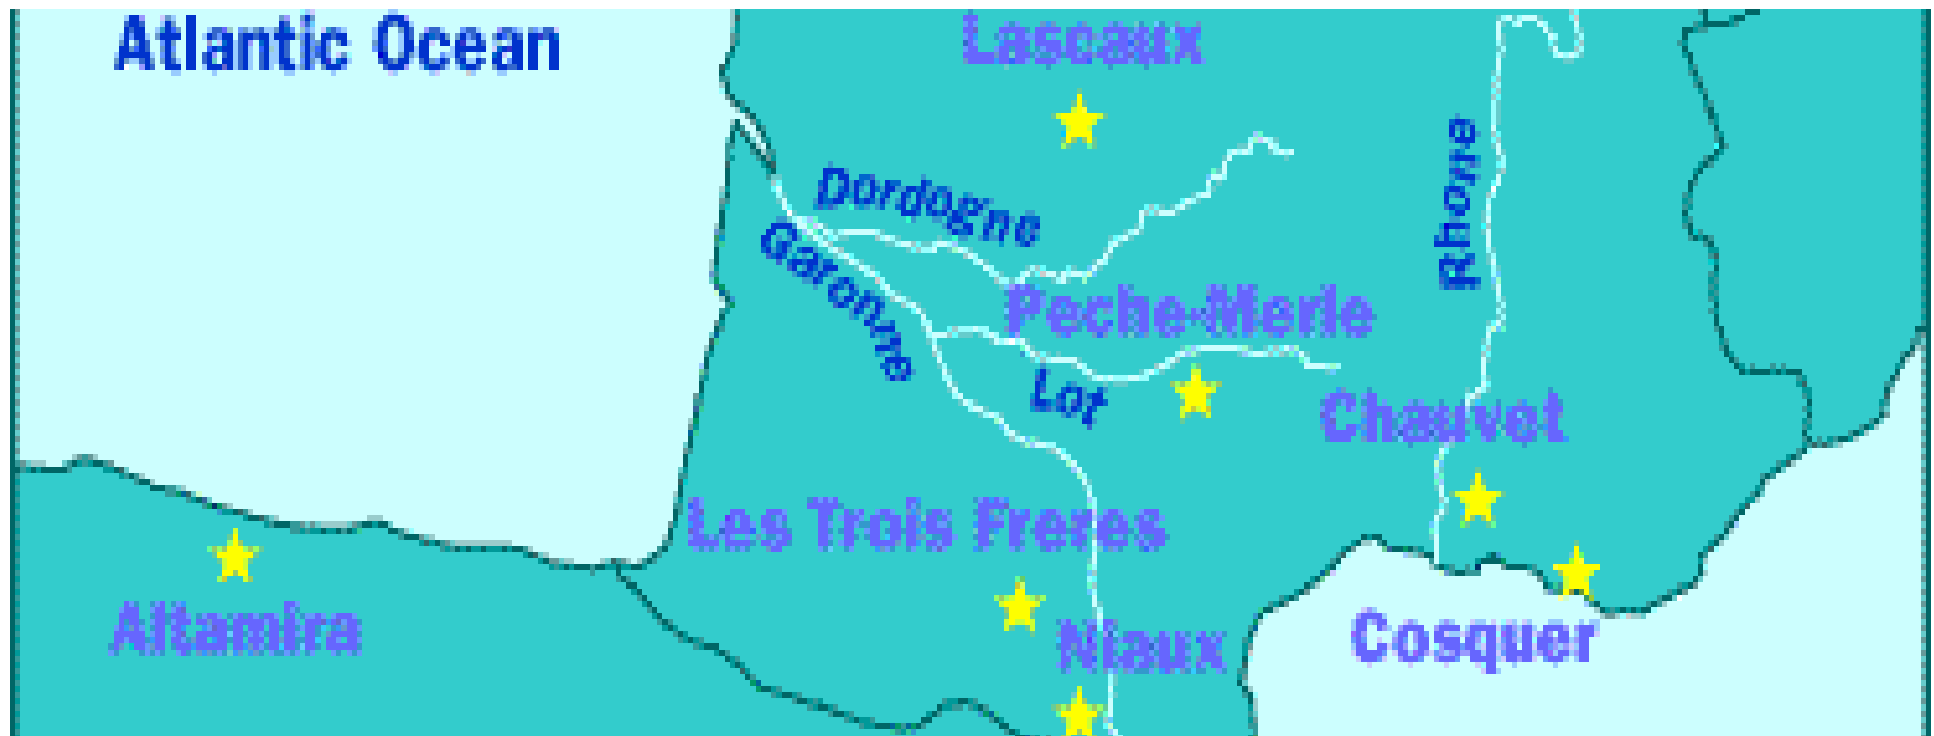 Atlantic Ocean
Lascaux
Rhone
Dordogne
Garonne
Peche-Merle
Lot
Chauvet
Les Trois Freres
Altamira
Niaux
Cosquer